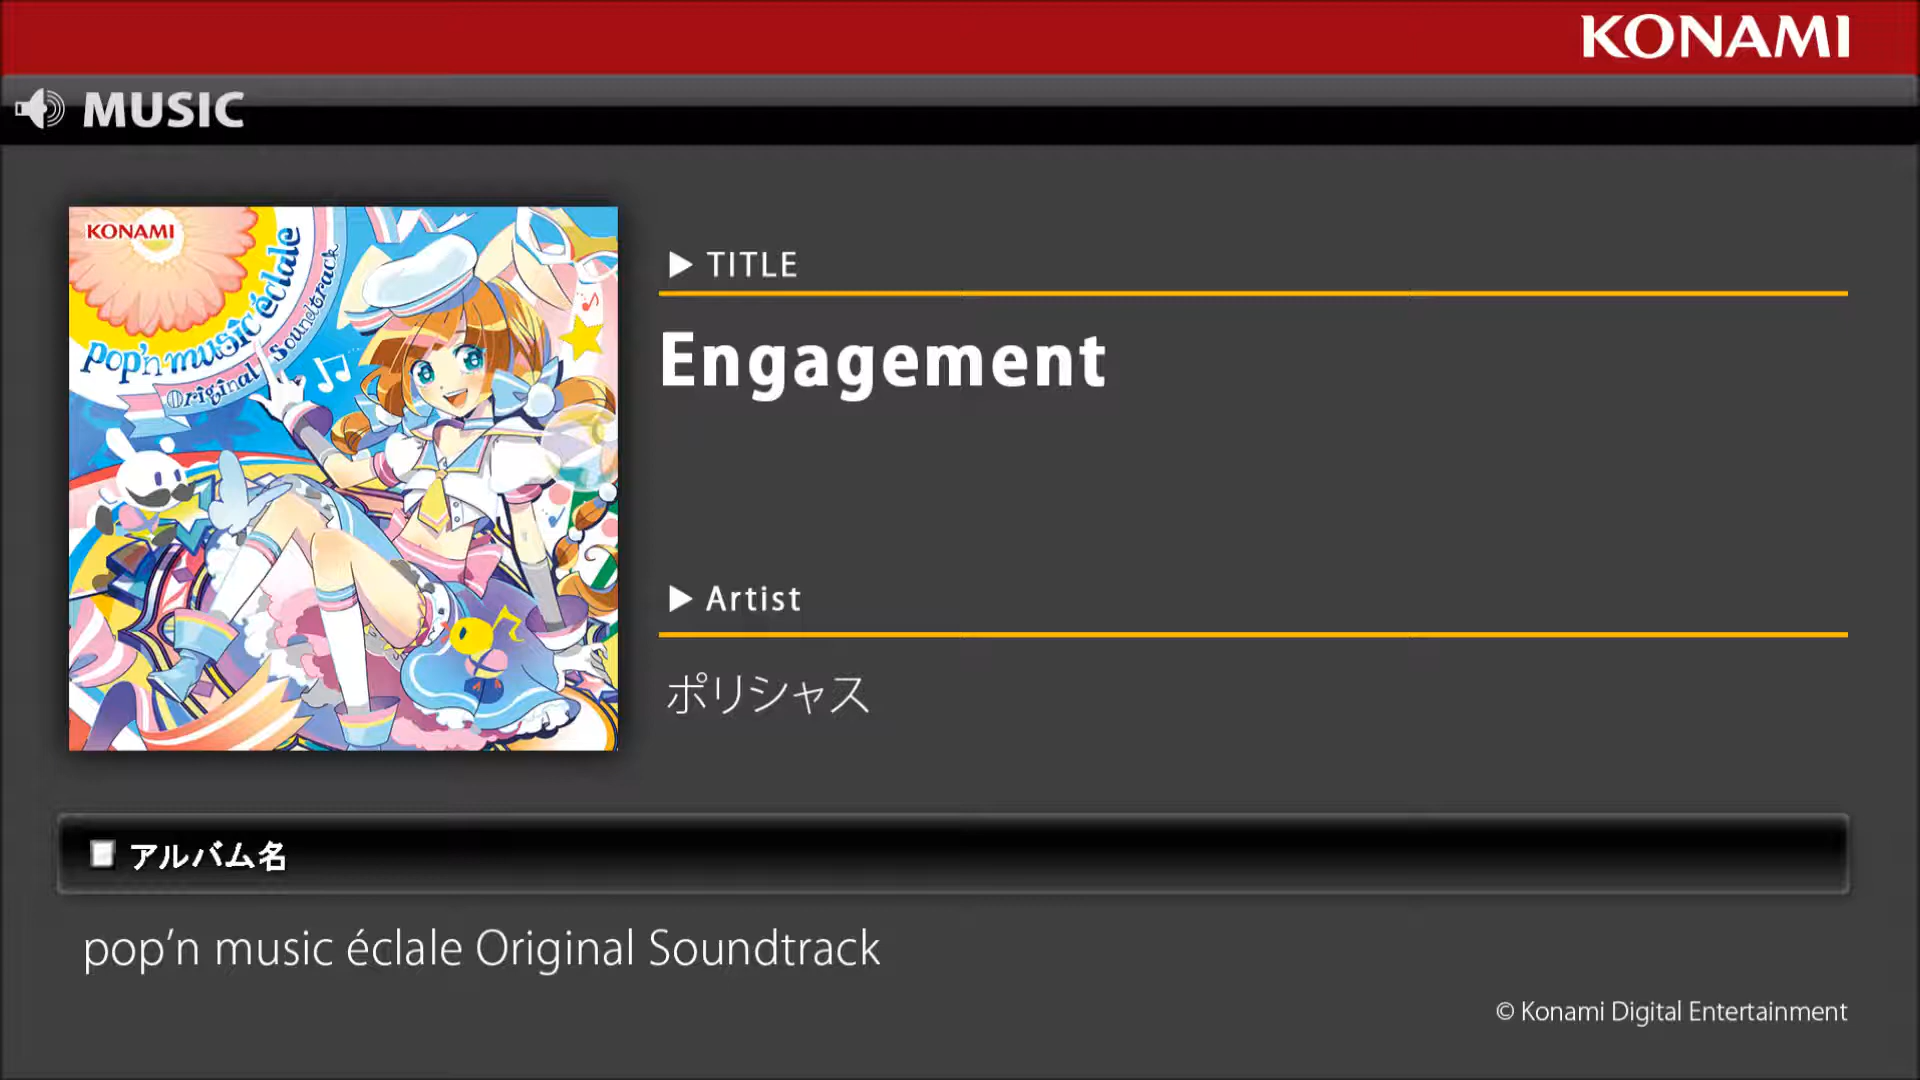 KONAMI
MUSIC
KONAMI
pop'n music éclale
Original Soundtrack
TITLE
Engagement
Artist
ポリシャス
アルバム名
pop’n music éclale Original Soundtrack
© Konami Digital Entertainment